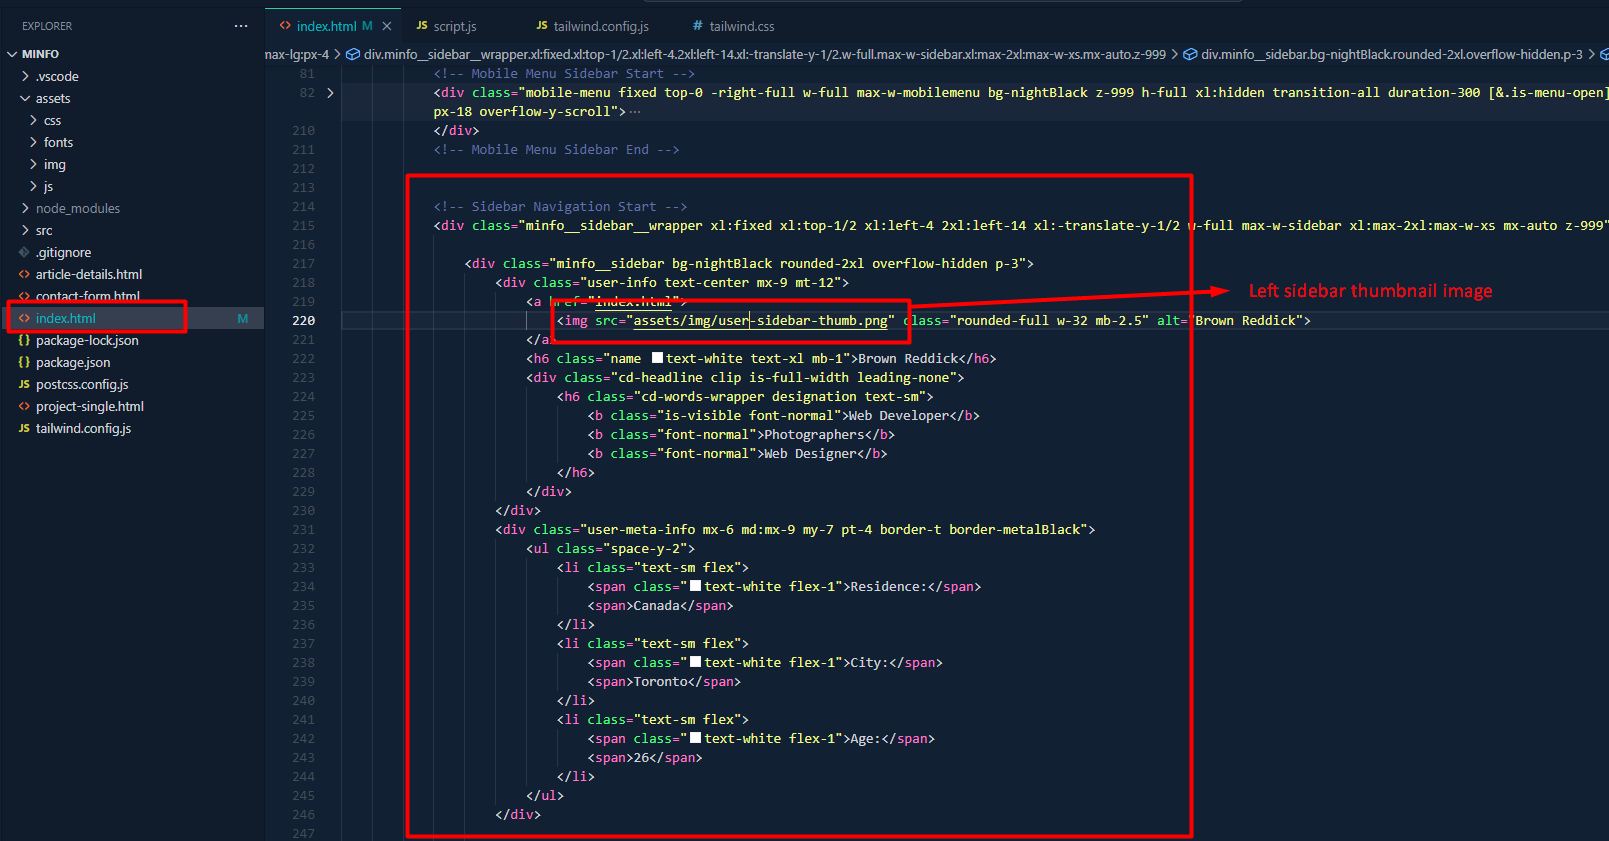 EXPLORER ···
MINFO
.vscode
assets
css
fonts
img
js
node_modules
src
.gitignore
article-details.html
contact-form.html
index.html M
package-lock.json
package.json
postcss.config.js
project-single.html
tailwind.config.js
index.html M
script.js
tailwind.config.js
tailwind.css
max-lg:px-4 > div.minfo__sidebar__wrapper.xl:fixed.xl:top-1/2.xl:left-4.2xl:left-14.xl:-translate-y-1/2.w-full.max-w-sidebar.xl:max-2xl:max-w-xs.mx-auto.z-999 > div.minfo__sidebar.bg-nightBlack.rounded-2xl.overflow-hidden.p-3 >
81 <!-- Mobile Menu Sidebar Start -->
82 <div class="mobile-menu fixed top-0 -right-full w-full max-w-mobilemenu bg-nightBlack z-999 h-full xl:hidden transition-all duration-300 [&.is-menu-open]
px-18 overflow-y-scroll">···
210 </div>
211 <!-- Mobile Menu Sidebar End -->
212
213
214 <!-- Sidebar Navigation Start -->
215 <div class="minfo__sidebar__wrapper xl:fixed xl:top-1/2 xl:left-4 2xl:left-14 xl:-translate-y-1/2 w-full max-w-sidebar xl:max-2xl:max-w-xs mx-auto z-999"
216
217 <div class="minfo__sidebar bg-nightBlack rounded-2xl overflow-hidden p-3">
218 <div class="user-info text-center mx-9 mt-12">
219 <a href="index.html">
220 <img src="assets/img/user-sidebar-thumb.png" class="rounded-full w-32 mb-2.5" alt="Brown Reddick">
Left sidebar thumbnail image
221 </a>
222 <h6 class="name text-white text-xl mb-1">Brown Reddick</h6>
223 <div class="cd-headline clip is-full-width leading-none">
224 <h6 class="cd-words-wrapper designation text-sm">
225 <b class="is-visible font-normal">Web Developer</b>
226 <b class="font-normal">Photographers</b>
227 <b class="font-normal">Web Designer</b>
228 </h6>
229 </div>
230 </div>
231 <div class="user-meta-info mx-6 md:mx-9 my-7 pt-4 border-t border-metalBlack">
232 <ul class="space-y-2">
233 <li class="text-sm flex">
234 <span class="text-white flex-1">Residence:</span>
235 <span>Canada</span>
236 </li>
237 <li class="text-sm flex">
238 <span class="text-white flex-1">City:</span>
239 <span>Toronto</span>
240 </li>
241 <li class="text-sm flex">
242 <span class="text-white flex-1">Age:</span>
243 <span>26</span>
244 </li>
245 </ul>
246 </div>
247